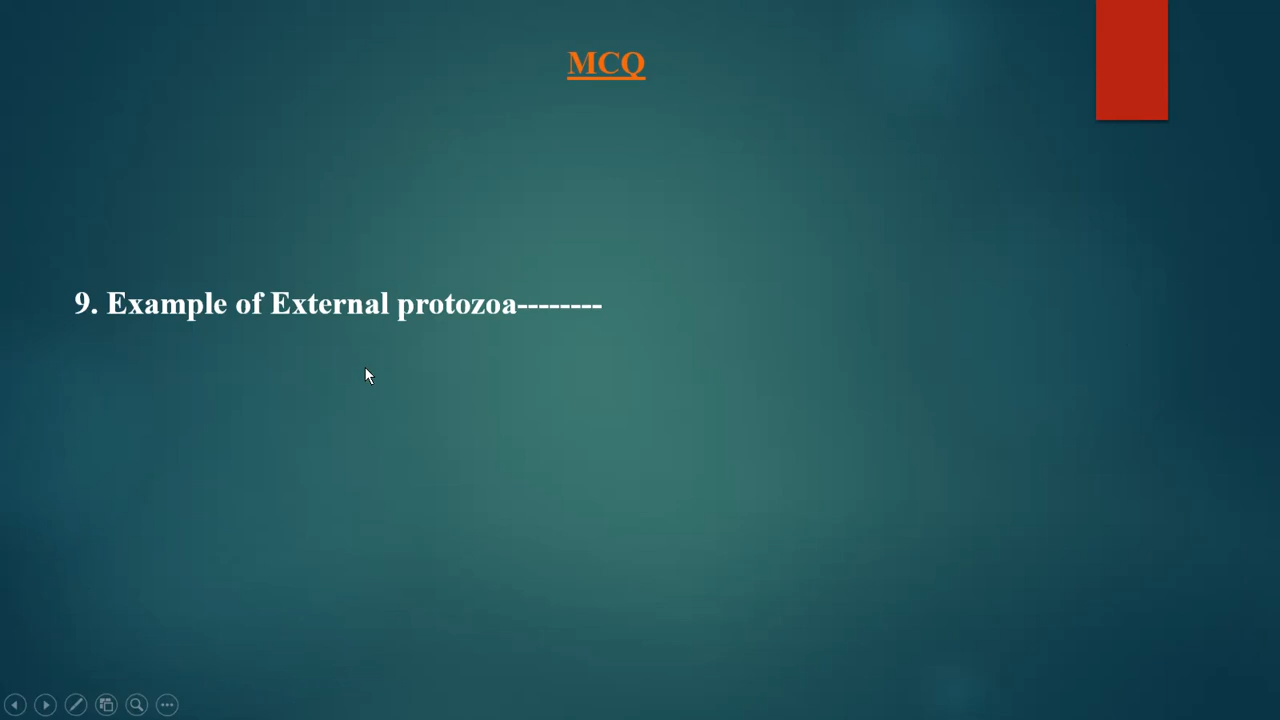 MCQ
9. Example of External protozoa--------